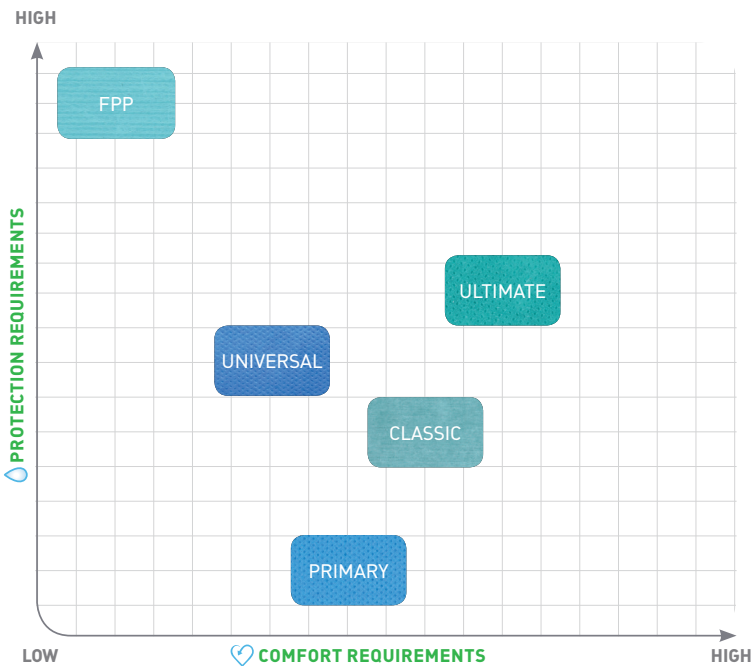 HIGH
FPP
PROTECTION REQUIREMENTS
ULTIMATE
UNIVERSAL
CLASSIC
PRIMARY
LOW
COMFORT REQUIREMENTS
HIGH